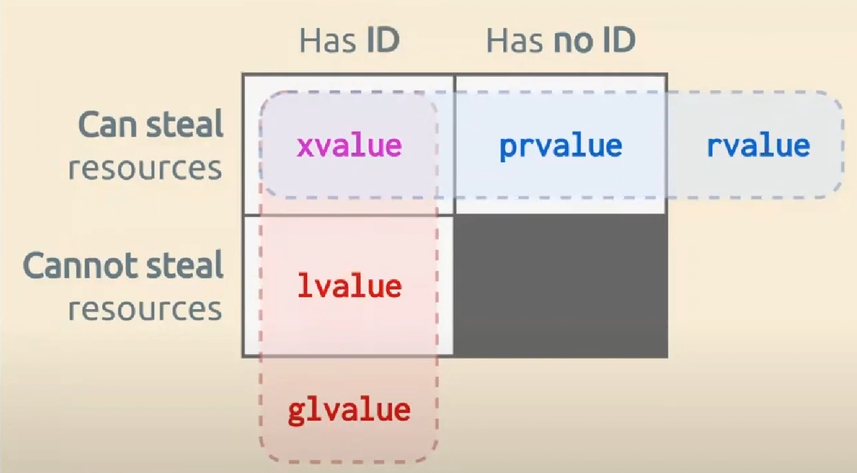 Has ID
Has no ID
Can steal
resources
xvalue
prvalue
rvalue
Cannot steal
resources
lvalue
glvalue